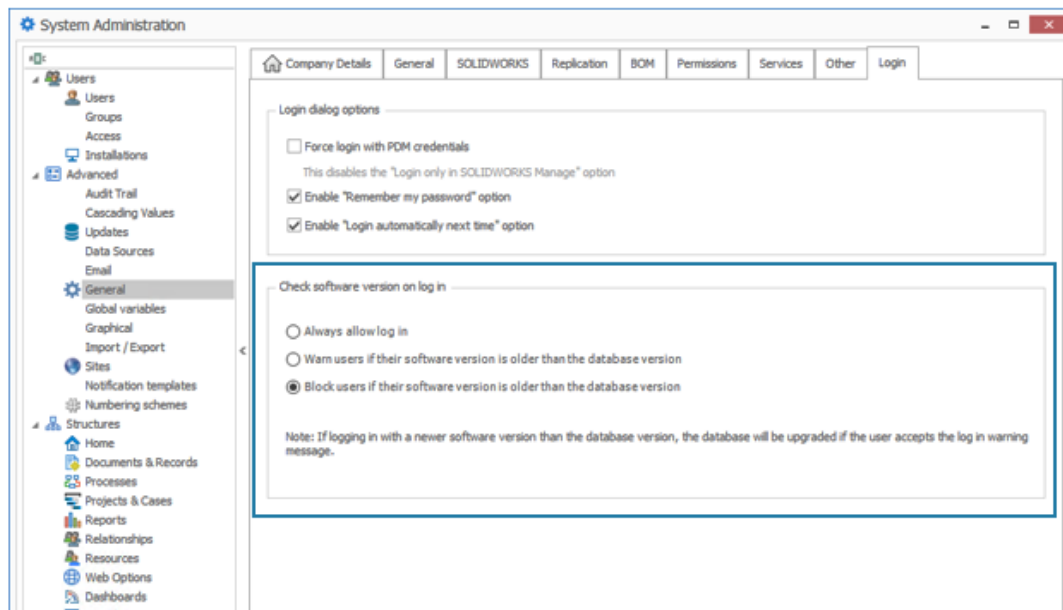 System Administration
Users
Users
Groups
Access
Installations
Advanced
Audit Trail
Cascading Values
Updates
Data Sources
Email
General
Global variables
Graphical
Import / Export
Sites
Notification templates
Numbering schemes
Structures
Home
Documents & Records
Processes
Projects & Cases
Reports
Relationships
Resources
Web Options
Dashboards
Company Details General SOLIDWORKS Replication BOM Permissions Services Other Login
Login dialog options
Force login with PDM credentials
This disables the "Login only in SOLIDWORKS Manage" option
Enable "Remember my password" option
Enable "Login automatically next time" option
Check software version on log in
Always allow log in
Warn users if their software version is older than the database version
Block users if their software version is older than the database version
Note: If logging in with a newer software version than the database version, the database will be upgraded if the user accepts the log in warning
message.